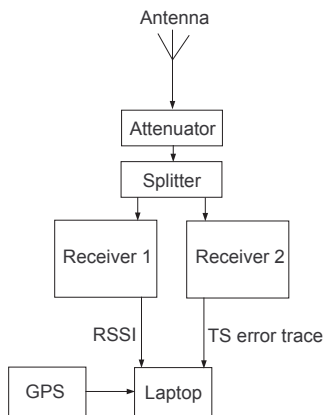 Antenna
Attenuator
Splitter
Receiver 1
Receiver 2
RSSI
TS error trace
GPS
Laptop